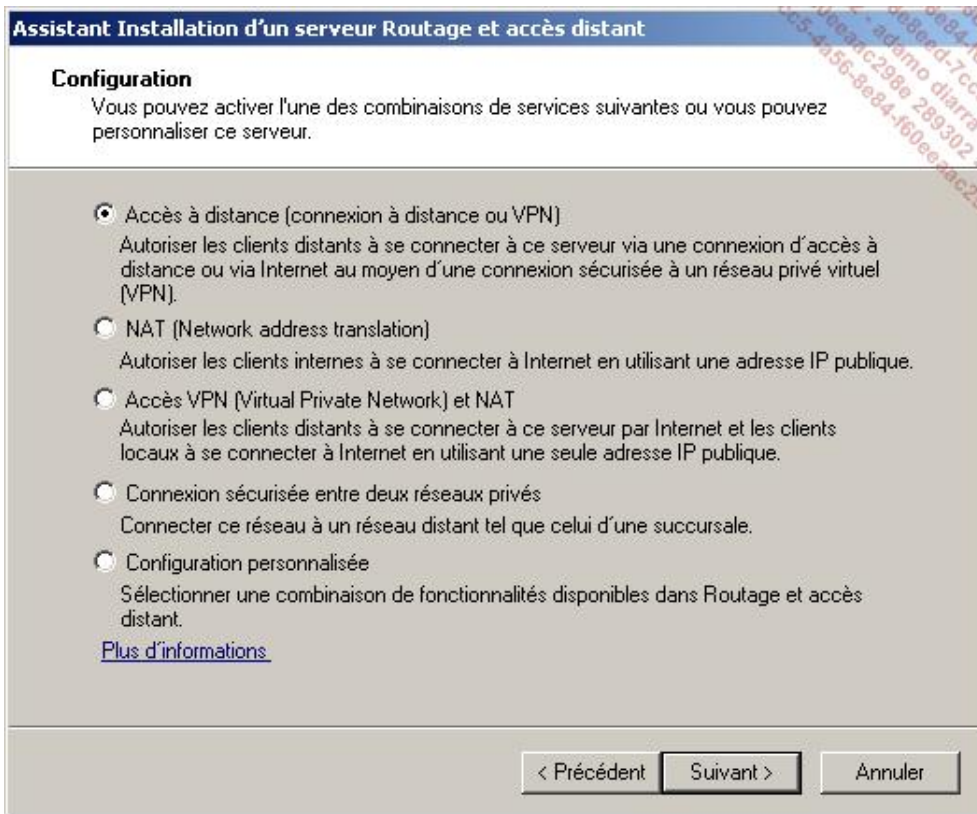 Assistant Installation d'un serveur Routage et accès distant
Configuration
Vous pouvez activer l'une des combinaisons de services suivantes ou vous pouvez
personnaliser ce serveur.
Accès à distance (connexion à distance ou VPN)
Autoriser les clients distants à se connecter à ce serveur via une connexion d'accès à
distance ou via Internet au moyen d'une connexion sécurisée à un réseau privé virtuel
(VPN).
NAT (Network address translation)
Autoriser les clients internes à se connecter à Internet en utilisant une adresse IP publique.
Accès VPN (Virtual Private Network) et NAT
Autoriser les clients distants à se connecter à ce serveur par Internet et les clients
locaux à se connecter à Internet en utilisant une seule adresse IP publique.
Connexion sécurisée entre deux réseaux privés
Connecter ce réseau à un réseau distant tel que celui d'une succursale.
Configuration personnalisée
Sélectionner une combinaison de fonctionnalités disponibles dans Routage et accès
distant.
Plus d'informations
< Précédent
Suivant >
Annuler